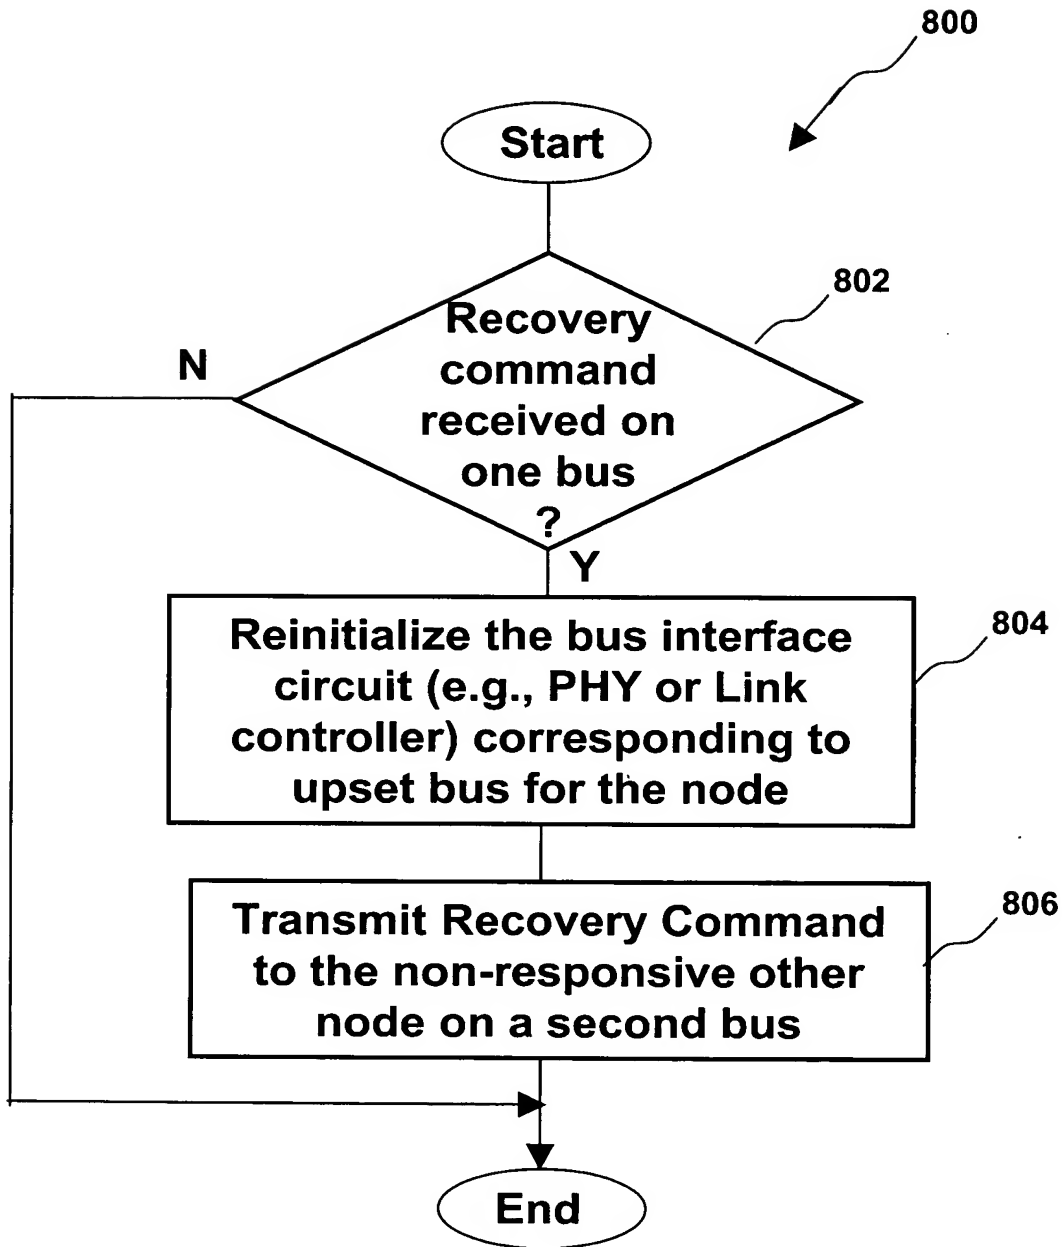 800
Start
802
Recovery
command
received on
one bus
?
N
Y
804
Reinitialize the bus interface
circuit (e.g., PHY or Link
controller) corresponding to
upset bus for the node
806
Transmit Recovery Command
to the non-responsive other
node on a second bus
End